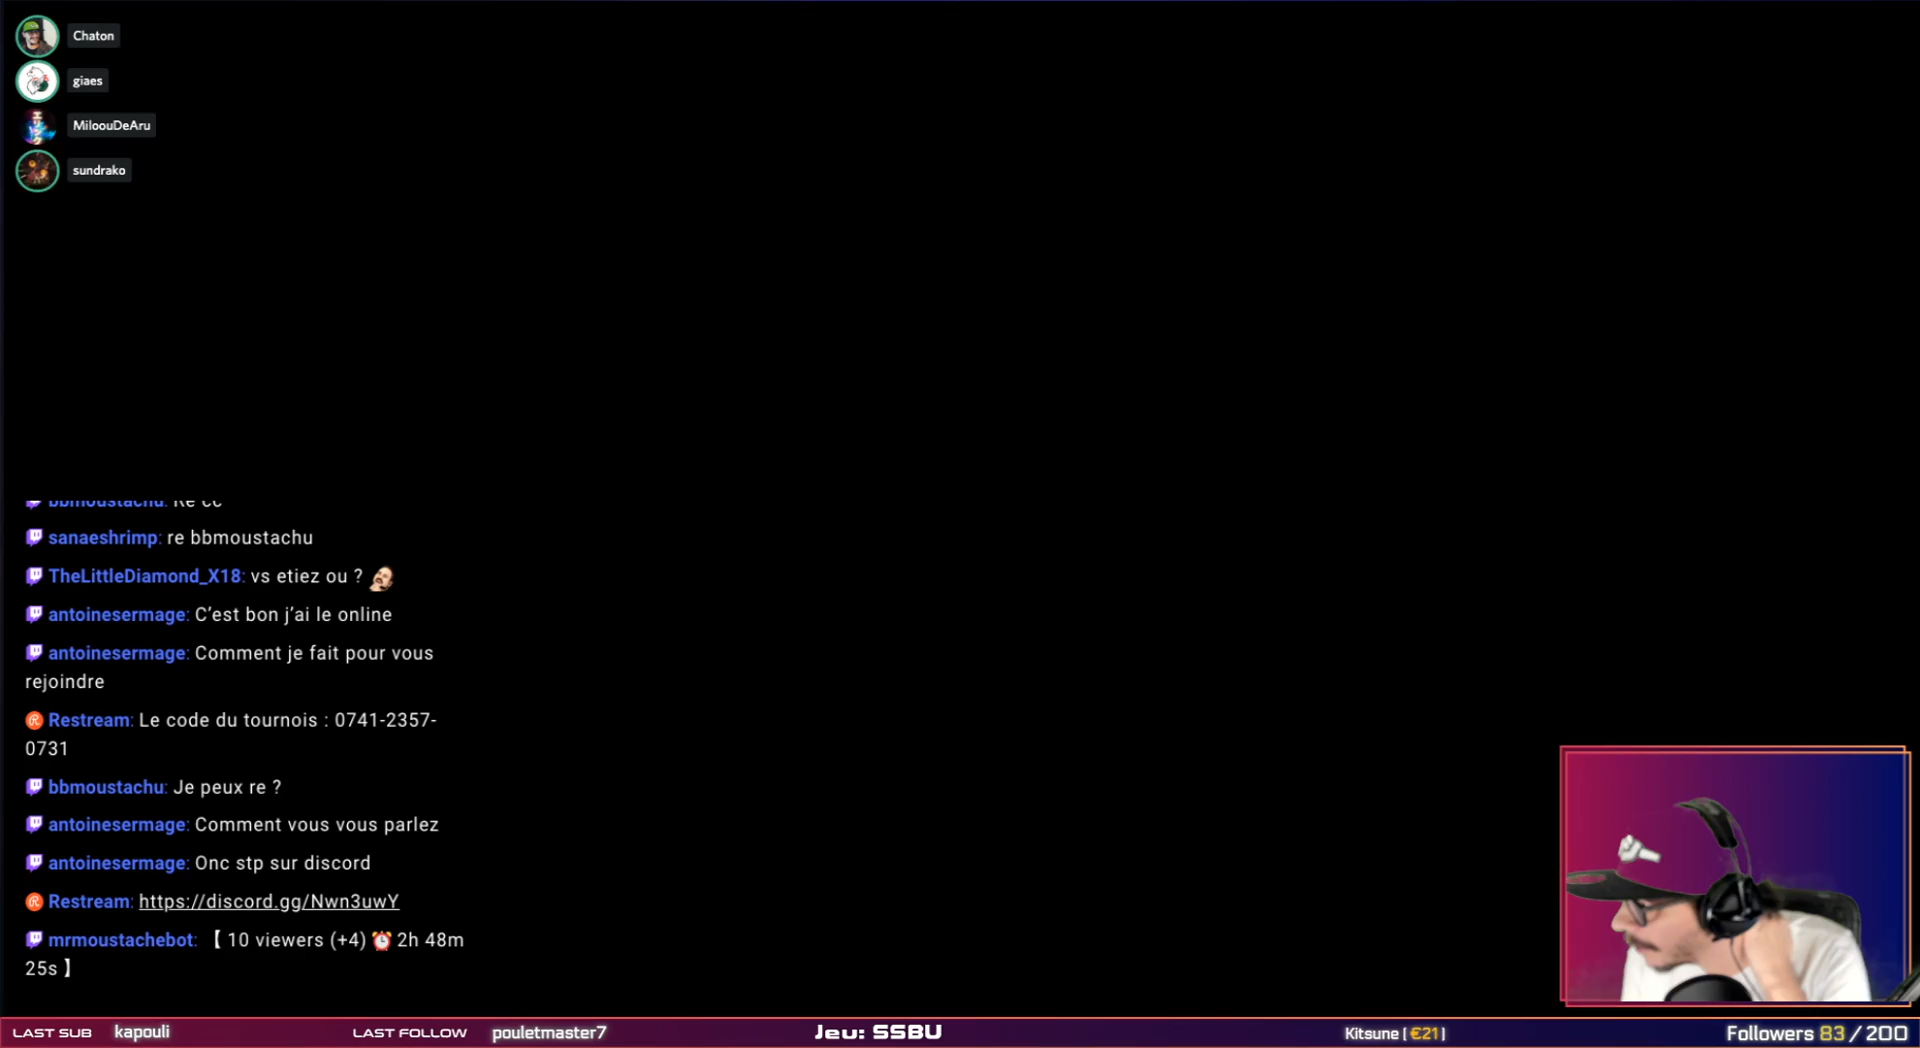 Chaton
giaes
MiloouDeAru
sundrako
bbmoustachu: Re cc
sanaeshrimp: re bbmoustachu
TheLittleDiamond_X18: vs etiez ou ?
antoinesermage: C’est bon j’ai le online
antoinesermage: Comment je fait pour vous
rejoindre
Restream: Le code du tournois : 0741-2357-
0731
bbmoustachu: Je peux re ?
antoinesermage: Comment vous vous parlez
antoinesermage: Onc stp sur discord
Restream: https://discord.gg/Nwn3uwY
mrmoustachebot: 【 10 viewers (+4) ⏰ 2h 48m
25s 】
LAST SUB kapouli LAST FOLLOW pouletmaster7 Jeu: SSBU Kitsune [ €21 ] Followers 83 / 200